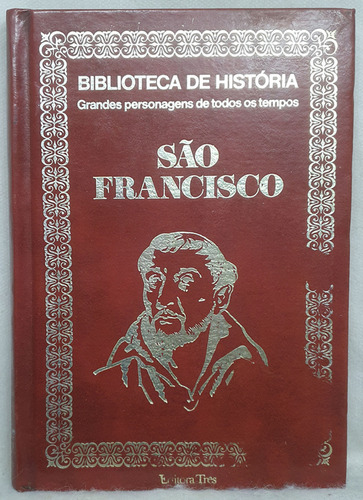 BIBLIOTECA DE HISTÓRIA
Grandes personagens de todos os tempos
SÃO
FRANCISCO
Editora Três